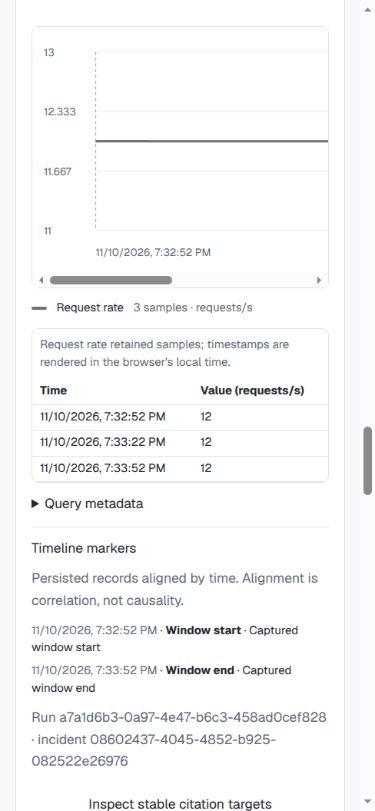 13
12.333
11.667
11
11/10/2026, 7:32:52 PM
Request rate 3 samples · requests/s
Request rate retained samples; timestamps are
rendered in the browser's local time.
Time Value (requests/s)
11/10/2026, 7:32:52 PM 12
11/10/2026, 7:33:22 PM 12
11/10/2026, 7:33:52 PM 12
Query metadata
Timeline markers
Persisted records aligned by time. Alignment is
correlation, not causality.
11/10/2026, 7:32:52 PM · Window start · Captured
window start
11/10/2026, 7:33:52 PM · Window end · Captured
window end
Run a7a1d6b3-0a97-4e47-b6c3-458ad0cef828
· incident 08602437-4045-4852-b925-
082522e26976
Inspect stable citation targets